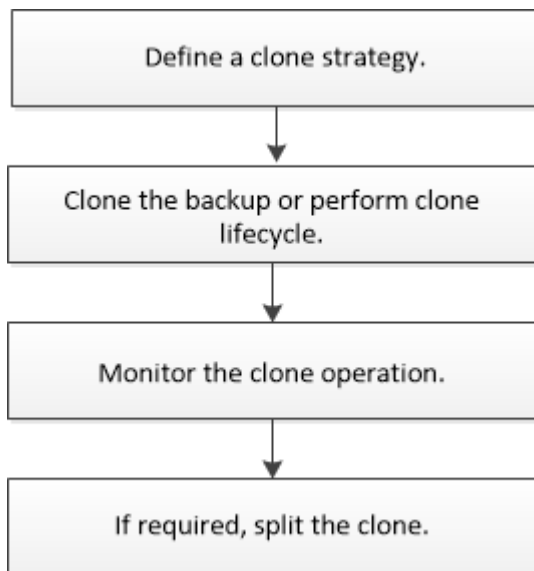 Define a clone strategy.
Clone the backup or perform clone
lifecycle.
Monitor the clone operation.
If required, split the clone.